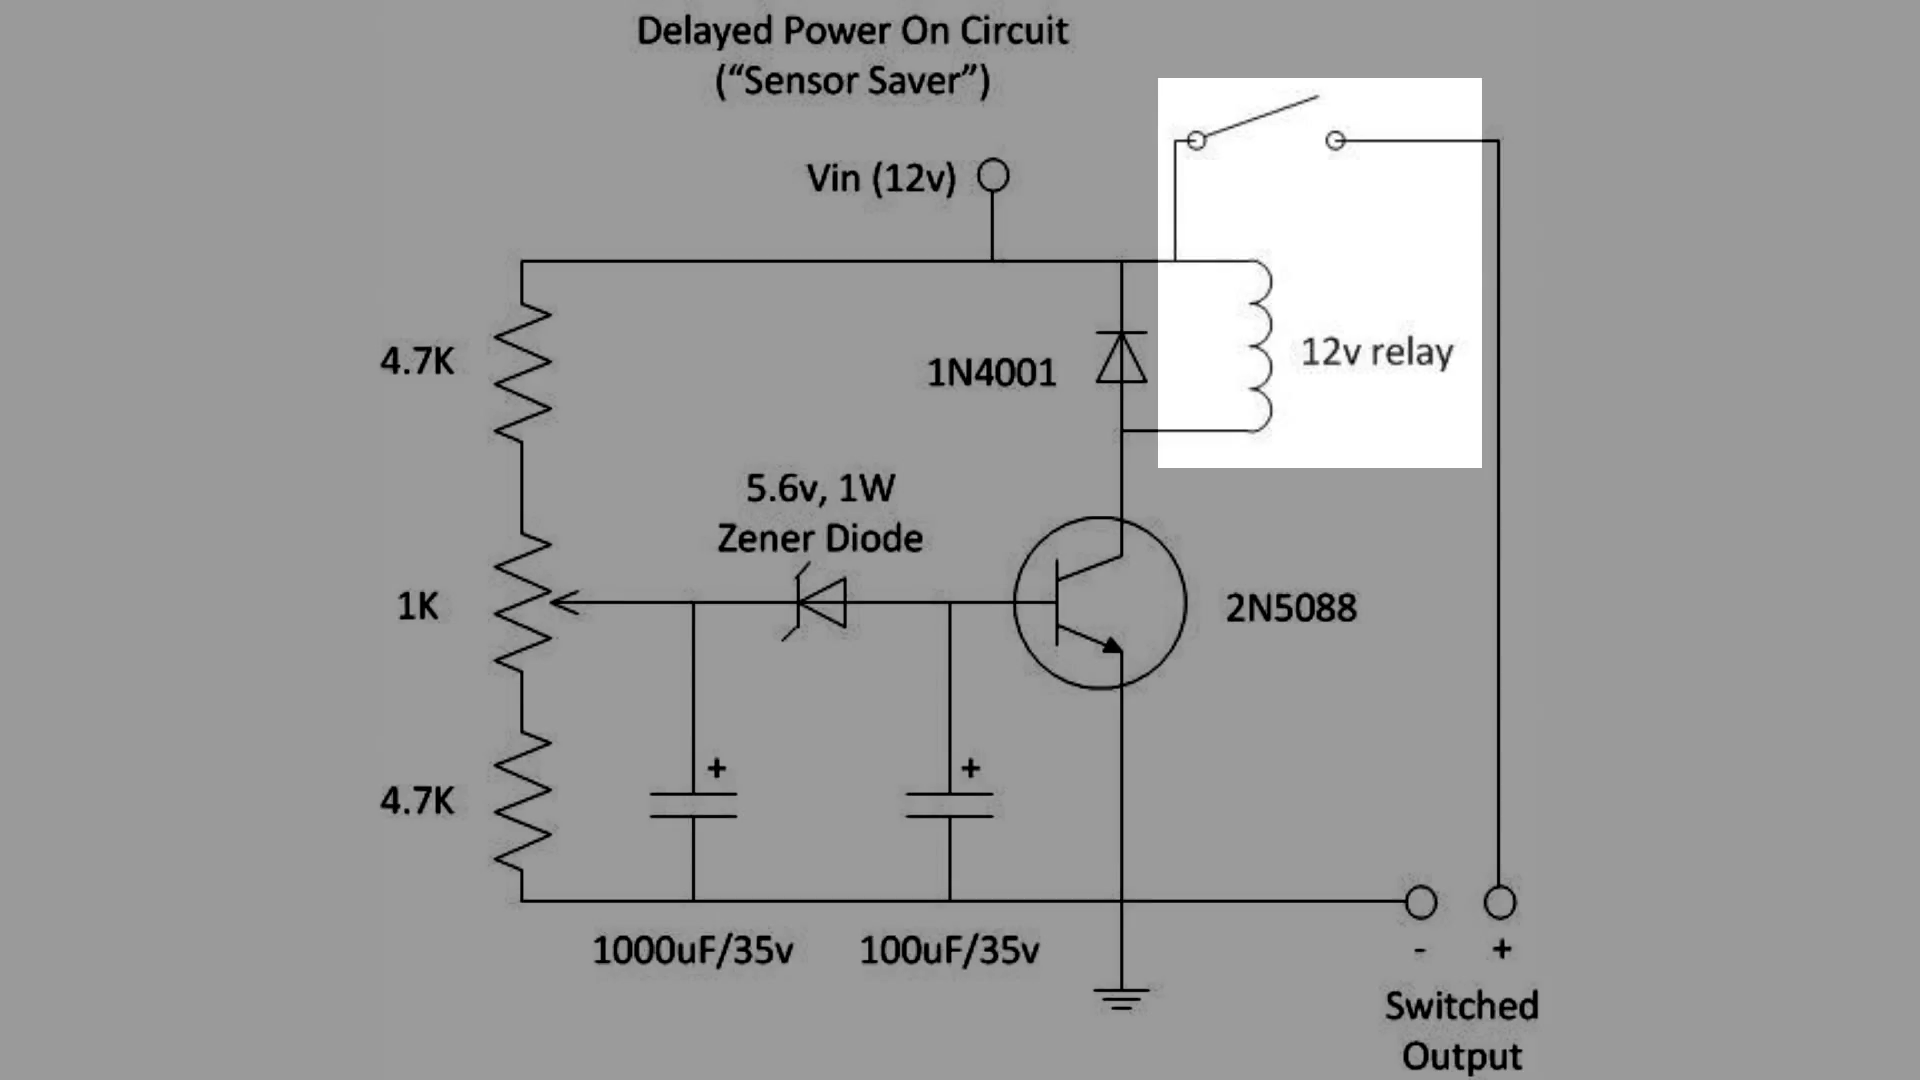 Delayed Power On Circuit
(“Sensor Saver”)
Vin (12v)
4.7K
1N4001
12v relay
5.6v, 1W
Zener Diode
1K
2N5088
+
+
4.7K
1000uF/35v
100uF/35v
- +
Switched
Output